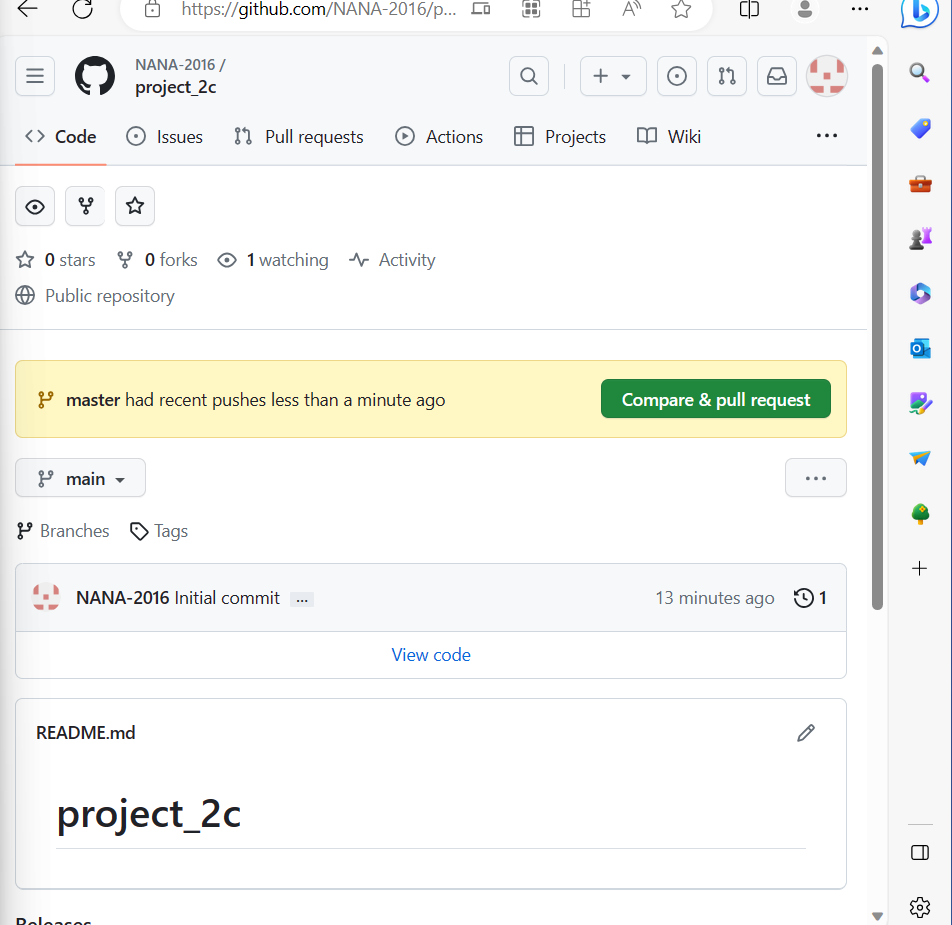 https://github.com/NANA-2016/p...
NANA-2016 /
project_2c
Code Issues Pull requests Actions Projects Wiki
0 stars 0 forks 1 watching Activity
Public repository
master had recent pushes less than a minute ago Compare & pull request
main
Branches Tags
NANA-2016 Initial commit ... 13 minutes ago 1
View code
README.md
project_2c
Releases